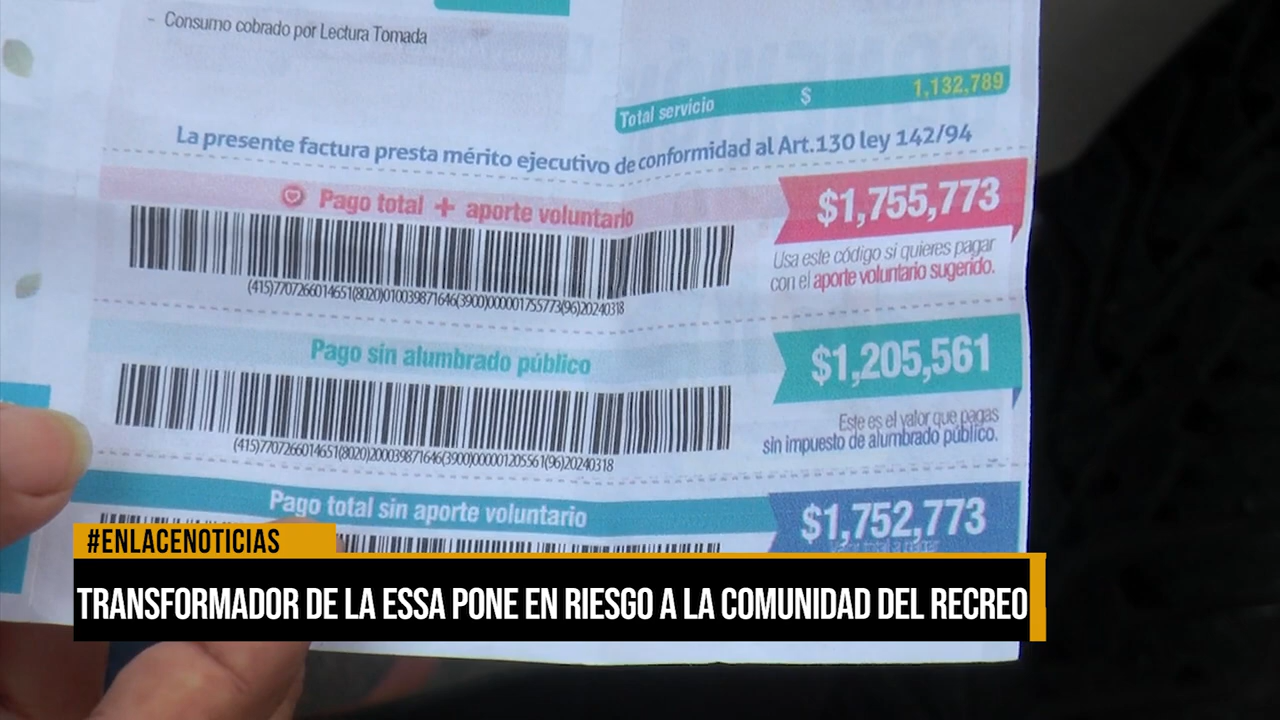 - Consumo cobrado por Lectura Tomada
Total servicio $ 1,132,789
La presente factura presta mérito ejecutivo de conformidad al Art.130 ley 142/94
Pago total + aporte voluntario
$1,755,773
Usa este código si quieres pagar
con el aporte voluntario sugerido.
(415)7707266014651(8020)010039871646(3900)000001755773(96)20240318
Pago sin alumbrado público
$1,205,561
Este es el valor que pagas
sin impuesto de alumbrado público.
(415)7707266014651(8020)200039871646(3900)000001205561(96)20240318
Pago total sin aporte voluntario
$1,752,773
#ENLACENOTICIAS
TRANSFORMADOR DE LA ESSA PONE EN RIESGO A LA COMUNIDAD DEL RECREO